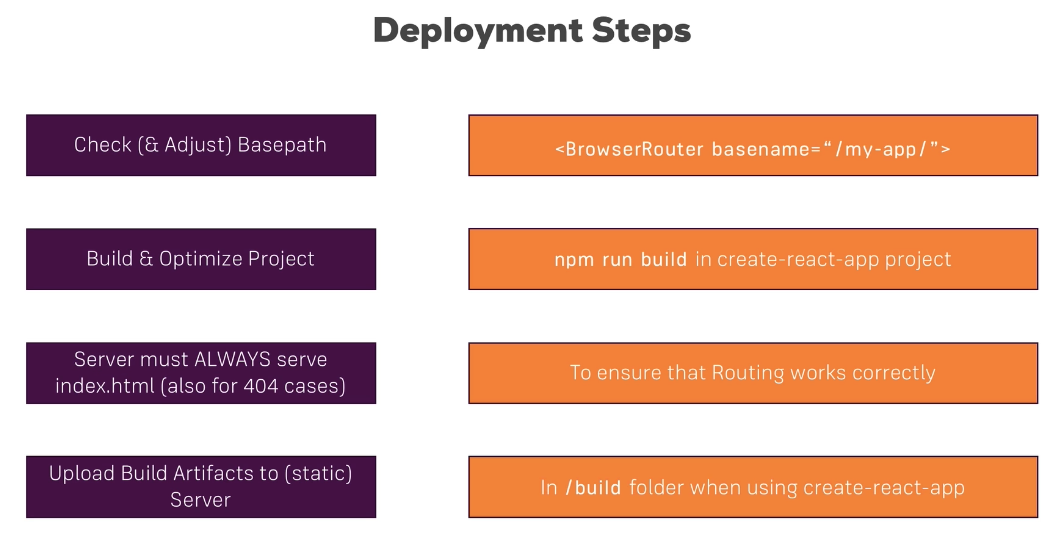 Deployment Steps
Check (& Adjust) Basepath
<BrowserRouter basename=“/my-app/”>
Build & Optimize Project
npm run build in create-react-app project
Server must ALWAYS serve
index.html (also for 404 cases)
To ensure that Routing works correctly
Upload Build Artifacts to (static)
Server
In /build folder when using create-react-app